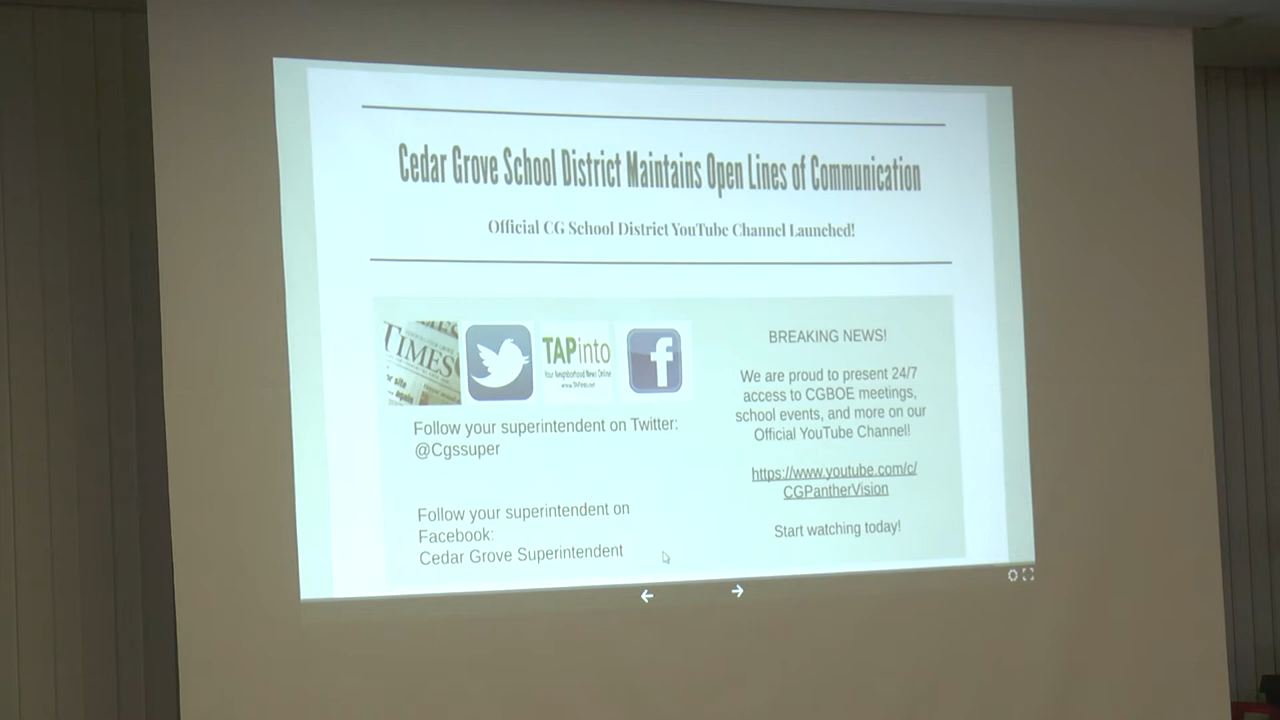 Cedar Grove School District Maintains Open Lines of Communication
Official CG School District YouTube Channel Launched!
TIMES
TAPinto
Your Neighborhood News Online
www.TAPinto.net
f
Follow your superintendent on Twitter:
@Cgssuper
Follow your superintendent on
Facebook:
Cedar Grove Superintendent
BREAKING NEWS!
We are proud to present 24/7
access to CGBOE meetings,
school events, and more on our
Official YouTube Channel!
https://www.youtube.com/c/
CGPantherVision
Start watching today!